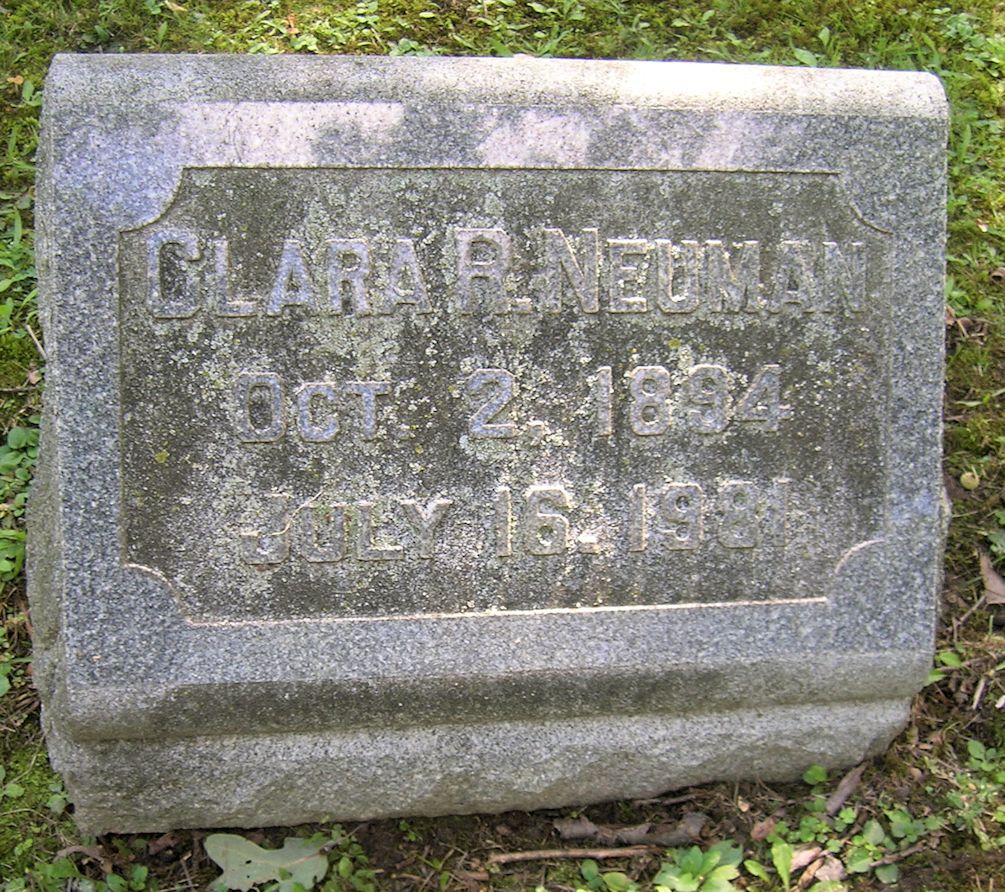 CLARA R. NEUMAN
OCT. 2, 1894
JULY 16, 1981